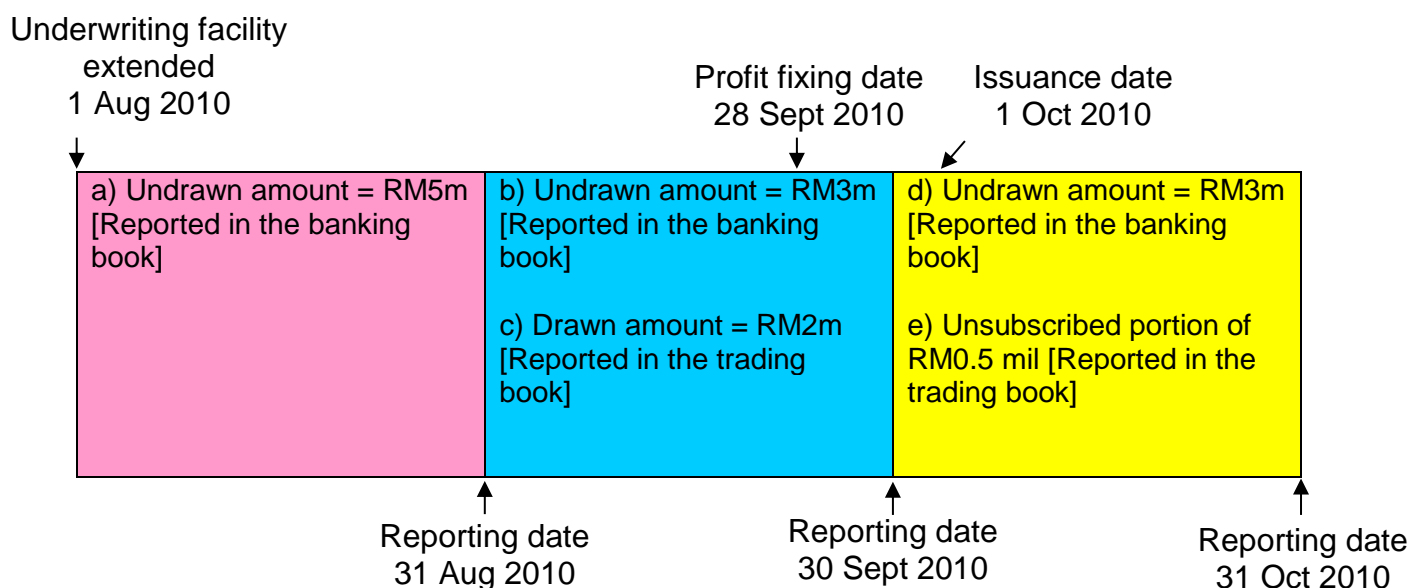 Underwriting facility
extended
1 Aug 2010
Profit fixing date
28 Sept 2010
Issuance date
1 Oct 2010
a) Undrawn amount = RM5m
[Reported in the banking
book]
b) Undrawn amount = RM3m
[Reported in the banking
book]
c) Drawn amount = RM2m
[Reported in the trading
book]
d) Undrawn amount = RM3m
[Reported in the banking
book]
e) Unsubscribed portion of
RM0.5 mil [Reported in the
trading book]
Reporting date
31 Aug 2010
Reporting date
30 Sept 2010
Reporting date
31 Oct 2010